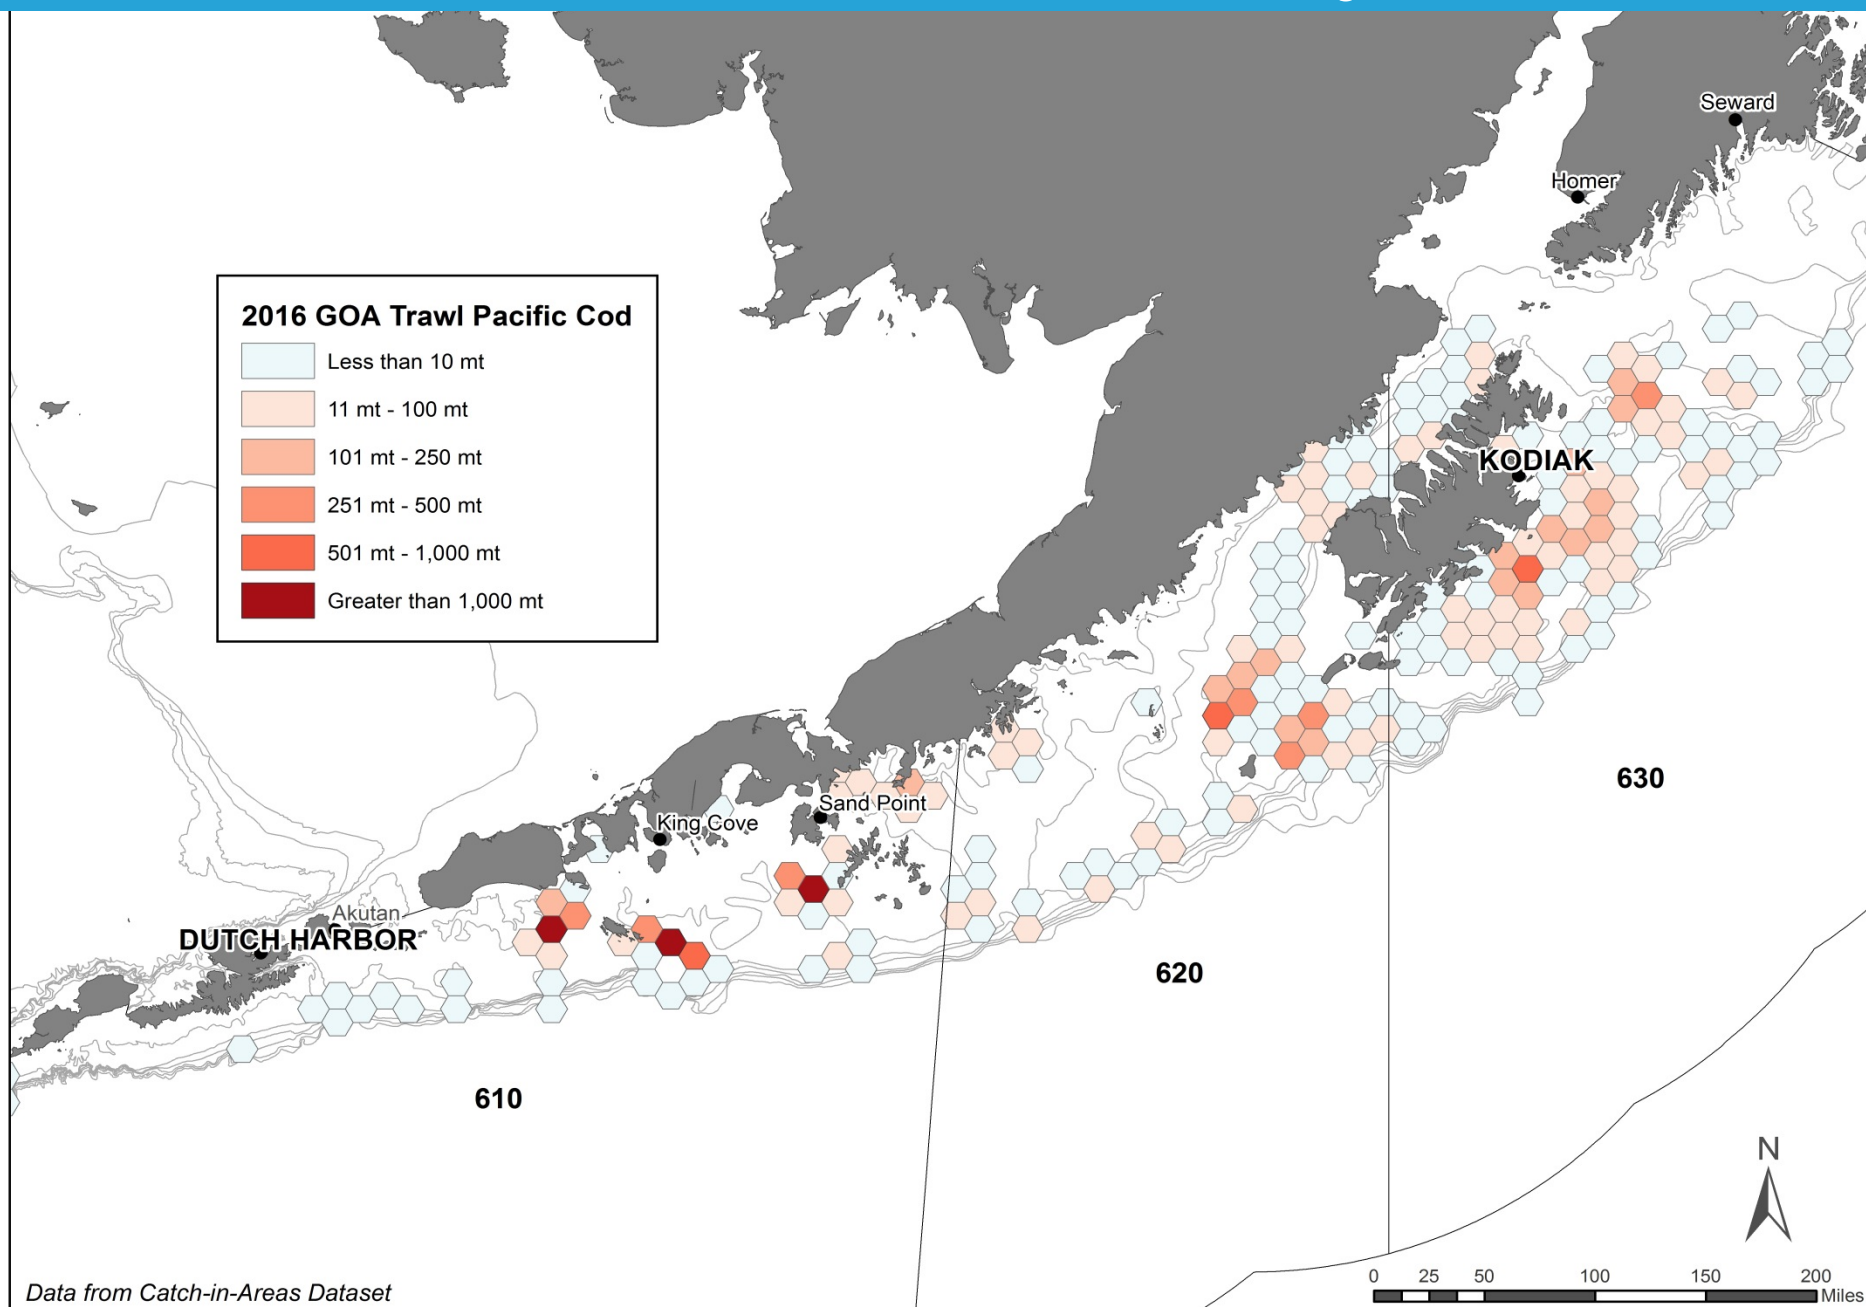 Seward
Homer
2016 GOA Trawl Pacific Cod
Less than 10 mt
11 mt - 100 mt
101 mt - 250 mt
251 mt - 500 mt
501 mt - 1,000 mt
Greater than 1,000 mt
KODIAK
630
Sand Point
King Cove
Akutan
DUTCH HARBOR
620
610
N
0 25 50 100 150 200
Miles
Data from Catch-in-Areas Dataset